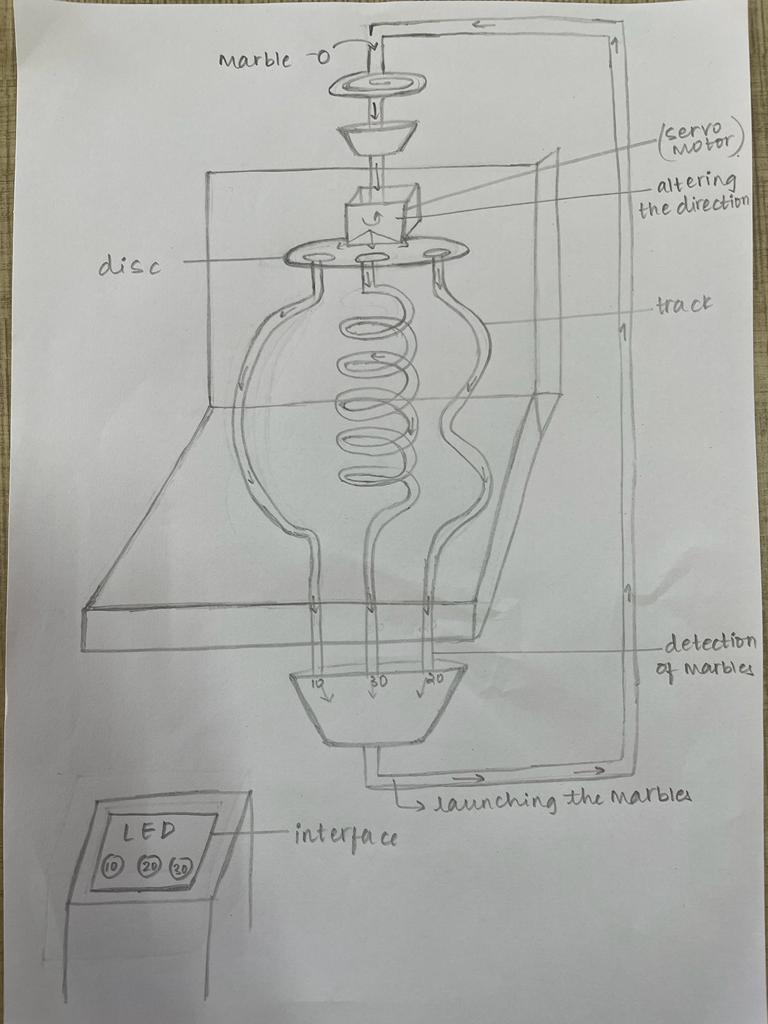 Marble
(servo
motor)
altering
the direction
disc
track
detection
of marbles
10 30 20
launching the marbles
LED
interface
10 20 30